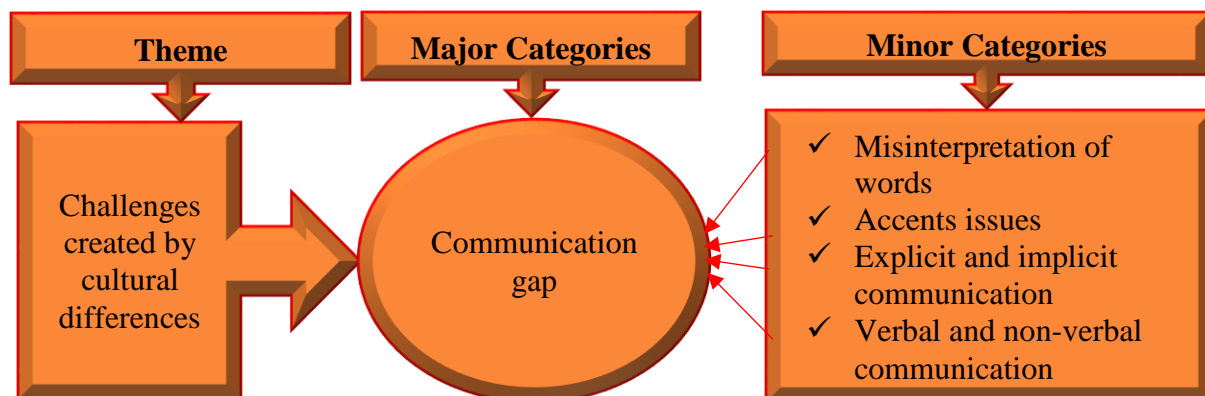 Theme
Major Categories
Minor Categories
Challenges
created by
cultural
differences
Communication
gap
✓ Misinterpretation of
words
✓ Accents issues
✓ Explicit and implicit
communication
✓ Verbal and non-verbal
communication